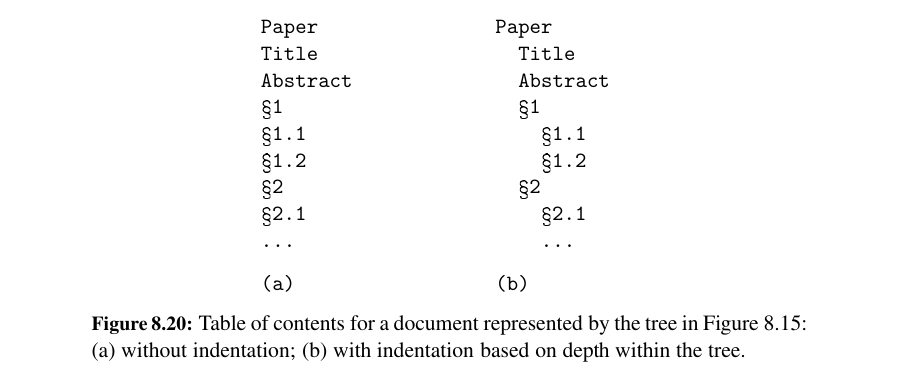 Paper
Title
Abstract
§1
§1.1
§1.2
§2
§2.1
...
(a)
Paper
Title
Abstract
§1
§1.1
§1.2
§2
§2.1
...
(b)
Figure 8.20: Table of contents for a document represented by the tree in Figure 8.15:
(a) without indentation; (b) with indentation based on depth within the tree.